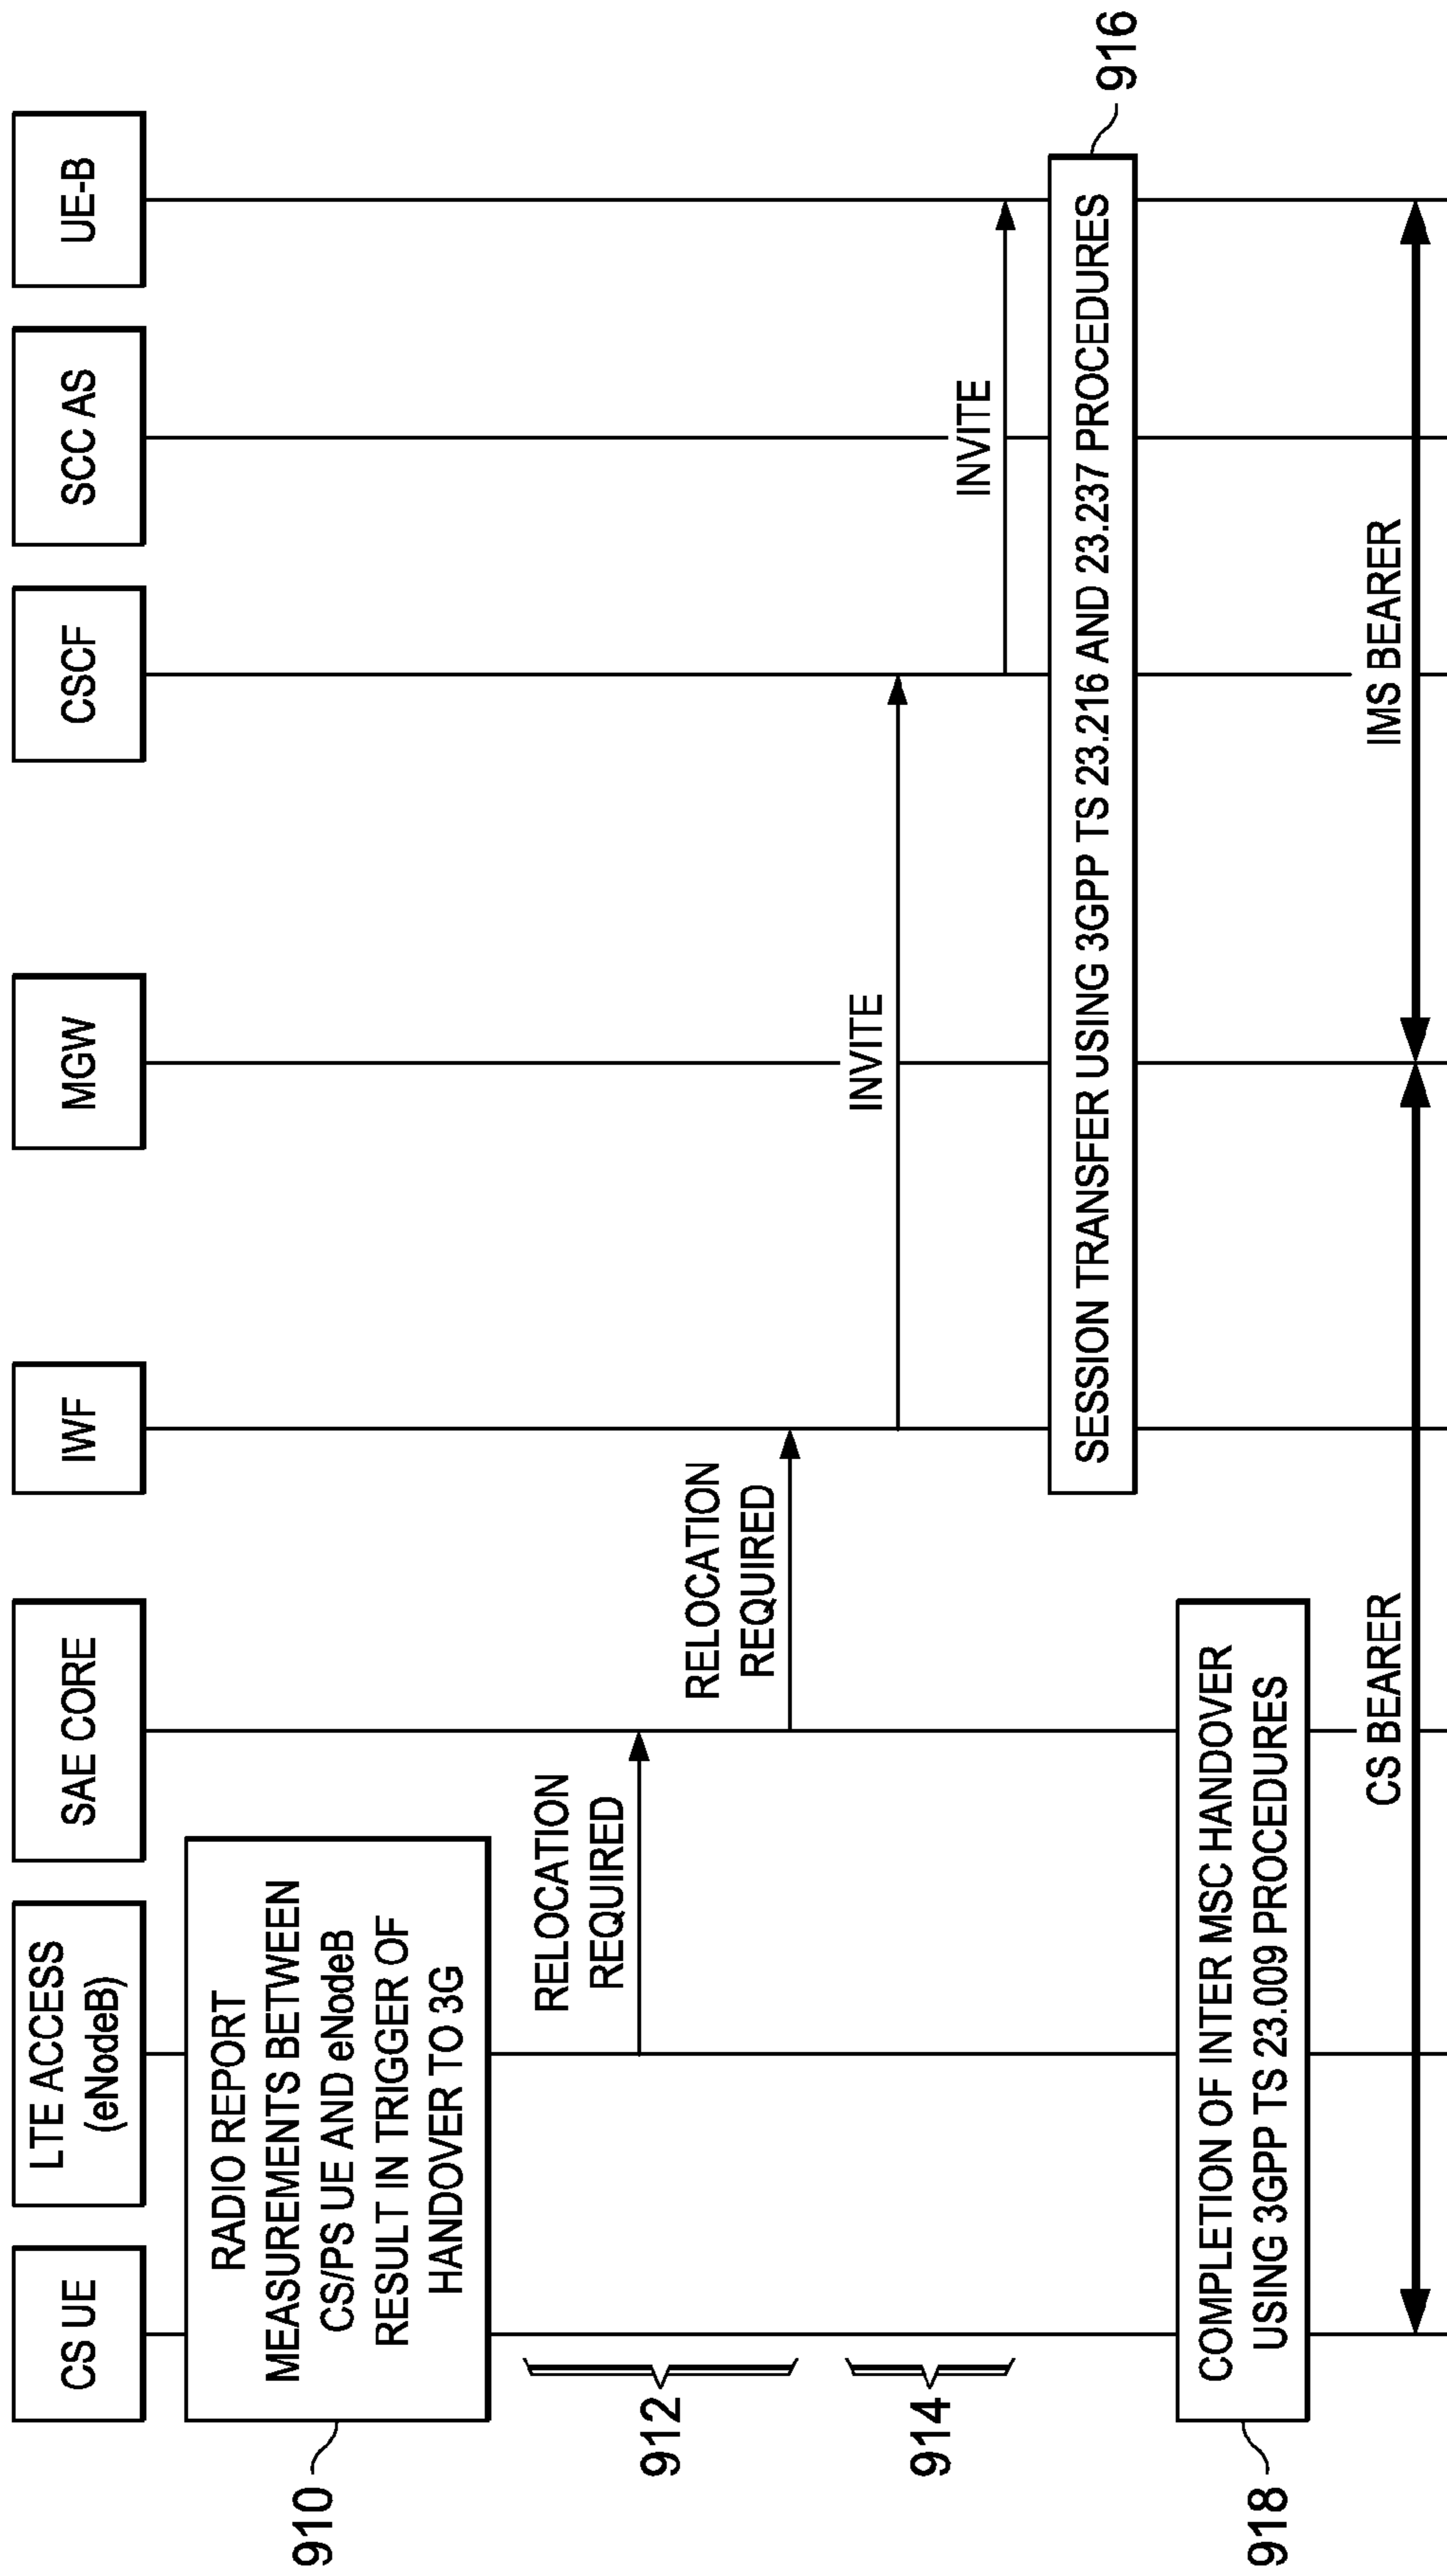 CS UE
LTE ACCESS
(eNodeB)
SAE CORE
IWF
MGW
CSCF
SCC AS
UE-B
910
RADIO REPORT
MEASUREMENTS BETWEEN
CS/PS UE AND eNodeB
RESULT IN TRIGGER OF
HANDOVER TO 3G
912
RELOCATION
REQUIRED
RELOCATION
REQUIRED
914
INVITE
INVITE
SESSION TRANSFER USING 3GPP TS 23.216 AND 23.237 PROCEDURES
916
918
COMPLETION OF INTER MSC HANDOVER
USING 3GPP TS 23.009 PROCEDURES
CS BEARER
IMS BEARER